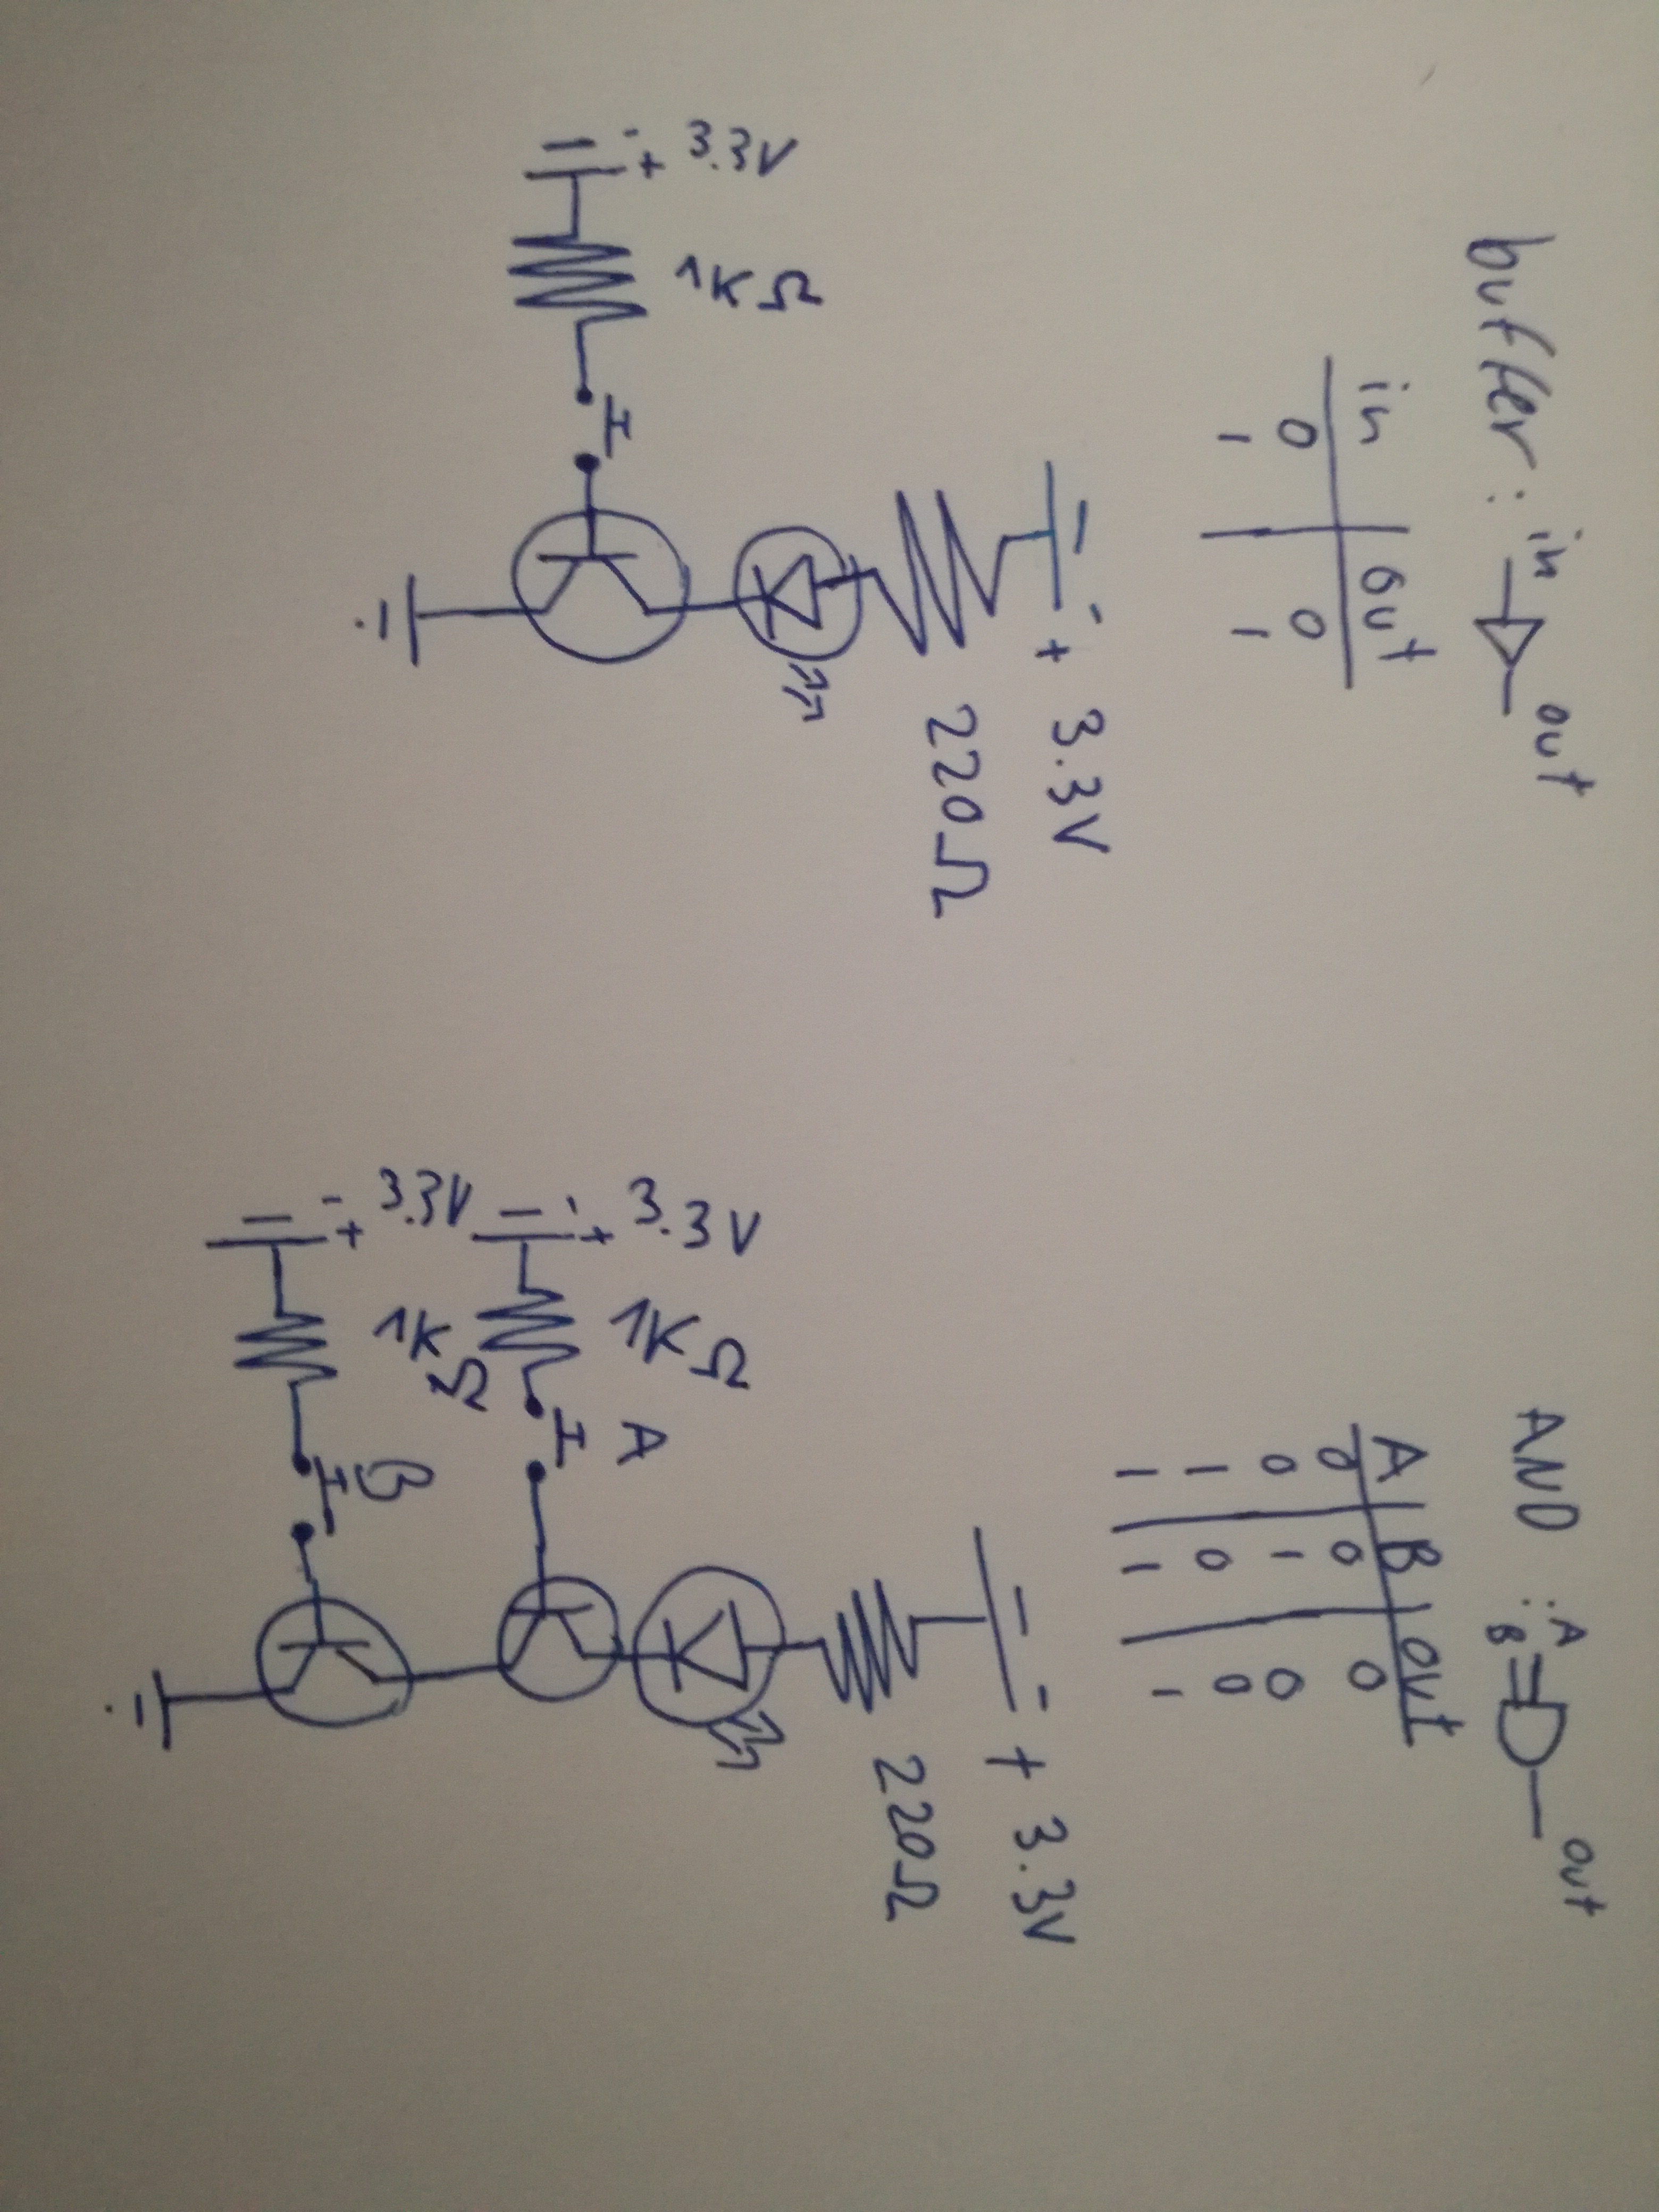 buffer: in out
in out
0 0
1 1
- + 3.3V
220Ω
- + 3.3V
1KΩ
AND : A B out
A B out
0 0 0
0 1 0
1 0 0
1 1 1
- + 3.3V
220Ω
- + 3.3V
1KΩ
A
- + 3.3V
1KΩ
B